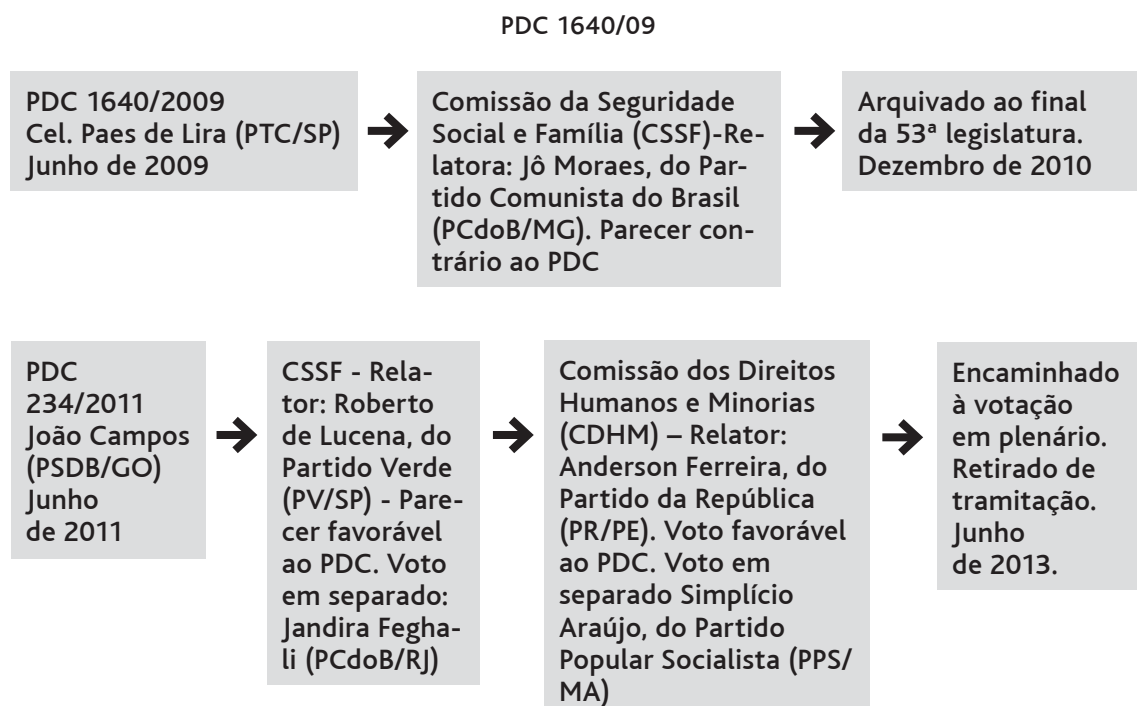 PDC 1640/09
PDC 1640/2009
Cel. Paes de Lira (PTC/SP)
Junho de 2009
Comissão da Seguridade
Social e Família (CSSF)-Re-
latora: Jô Moraes, do Par-
tido Comunista do Brasil
(PCdoB/MG). Parecer con-
trário ao PDC
Arquivado ao final
da 53ª legislatura.
Dezembro de 2010
PDC
234/2011
João Campos
(PSDB/GO)
Junho
de 2011
CSSF - Rela-
tor: Roberto
de Lucena, do
Partido Verde
(PV/SP) - Pare-
cer favorável
ao PDC. Voto
em separado:
Jandira Fegha-
li (PCdoB/RJ)
Comissão dos Direitos
Humanos e Minorias
(CDHM) – Relator:
Anderson Ferreira, do
Partido da República
(PR/PE). Voto favorável
ao PDC. Voto em
separado Simplício
Araújo, do Partido
Popular Socialista (PPS/
MA)
Encaminhado
à votação
em plenário.
Retirado de
tramitação.
Junho
de 2013.